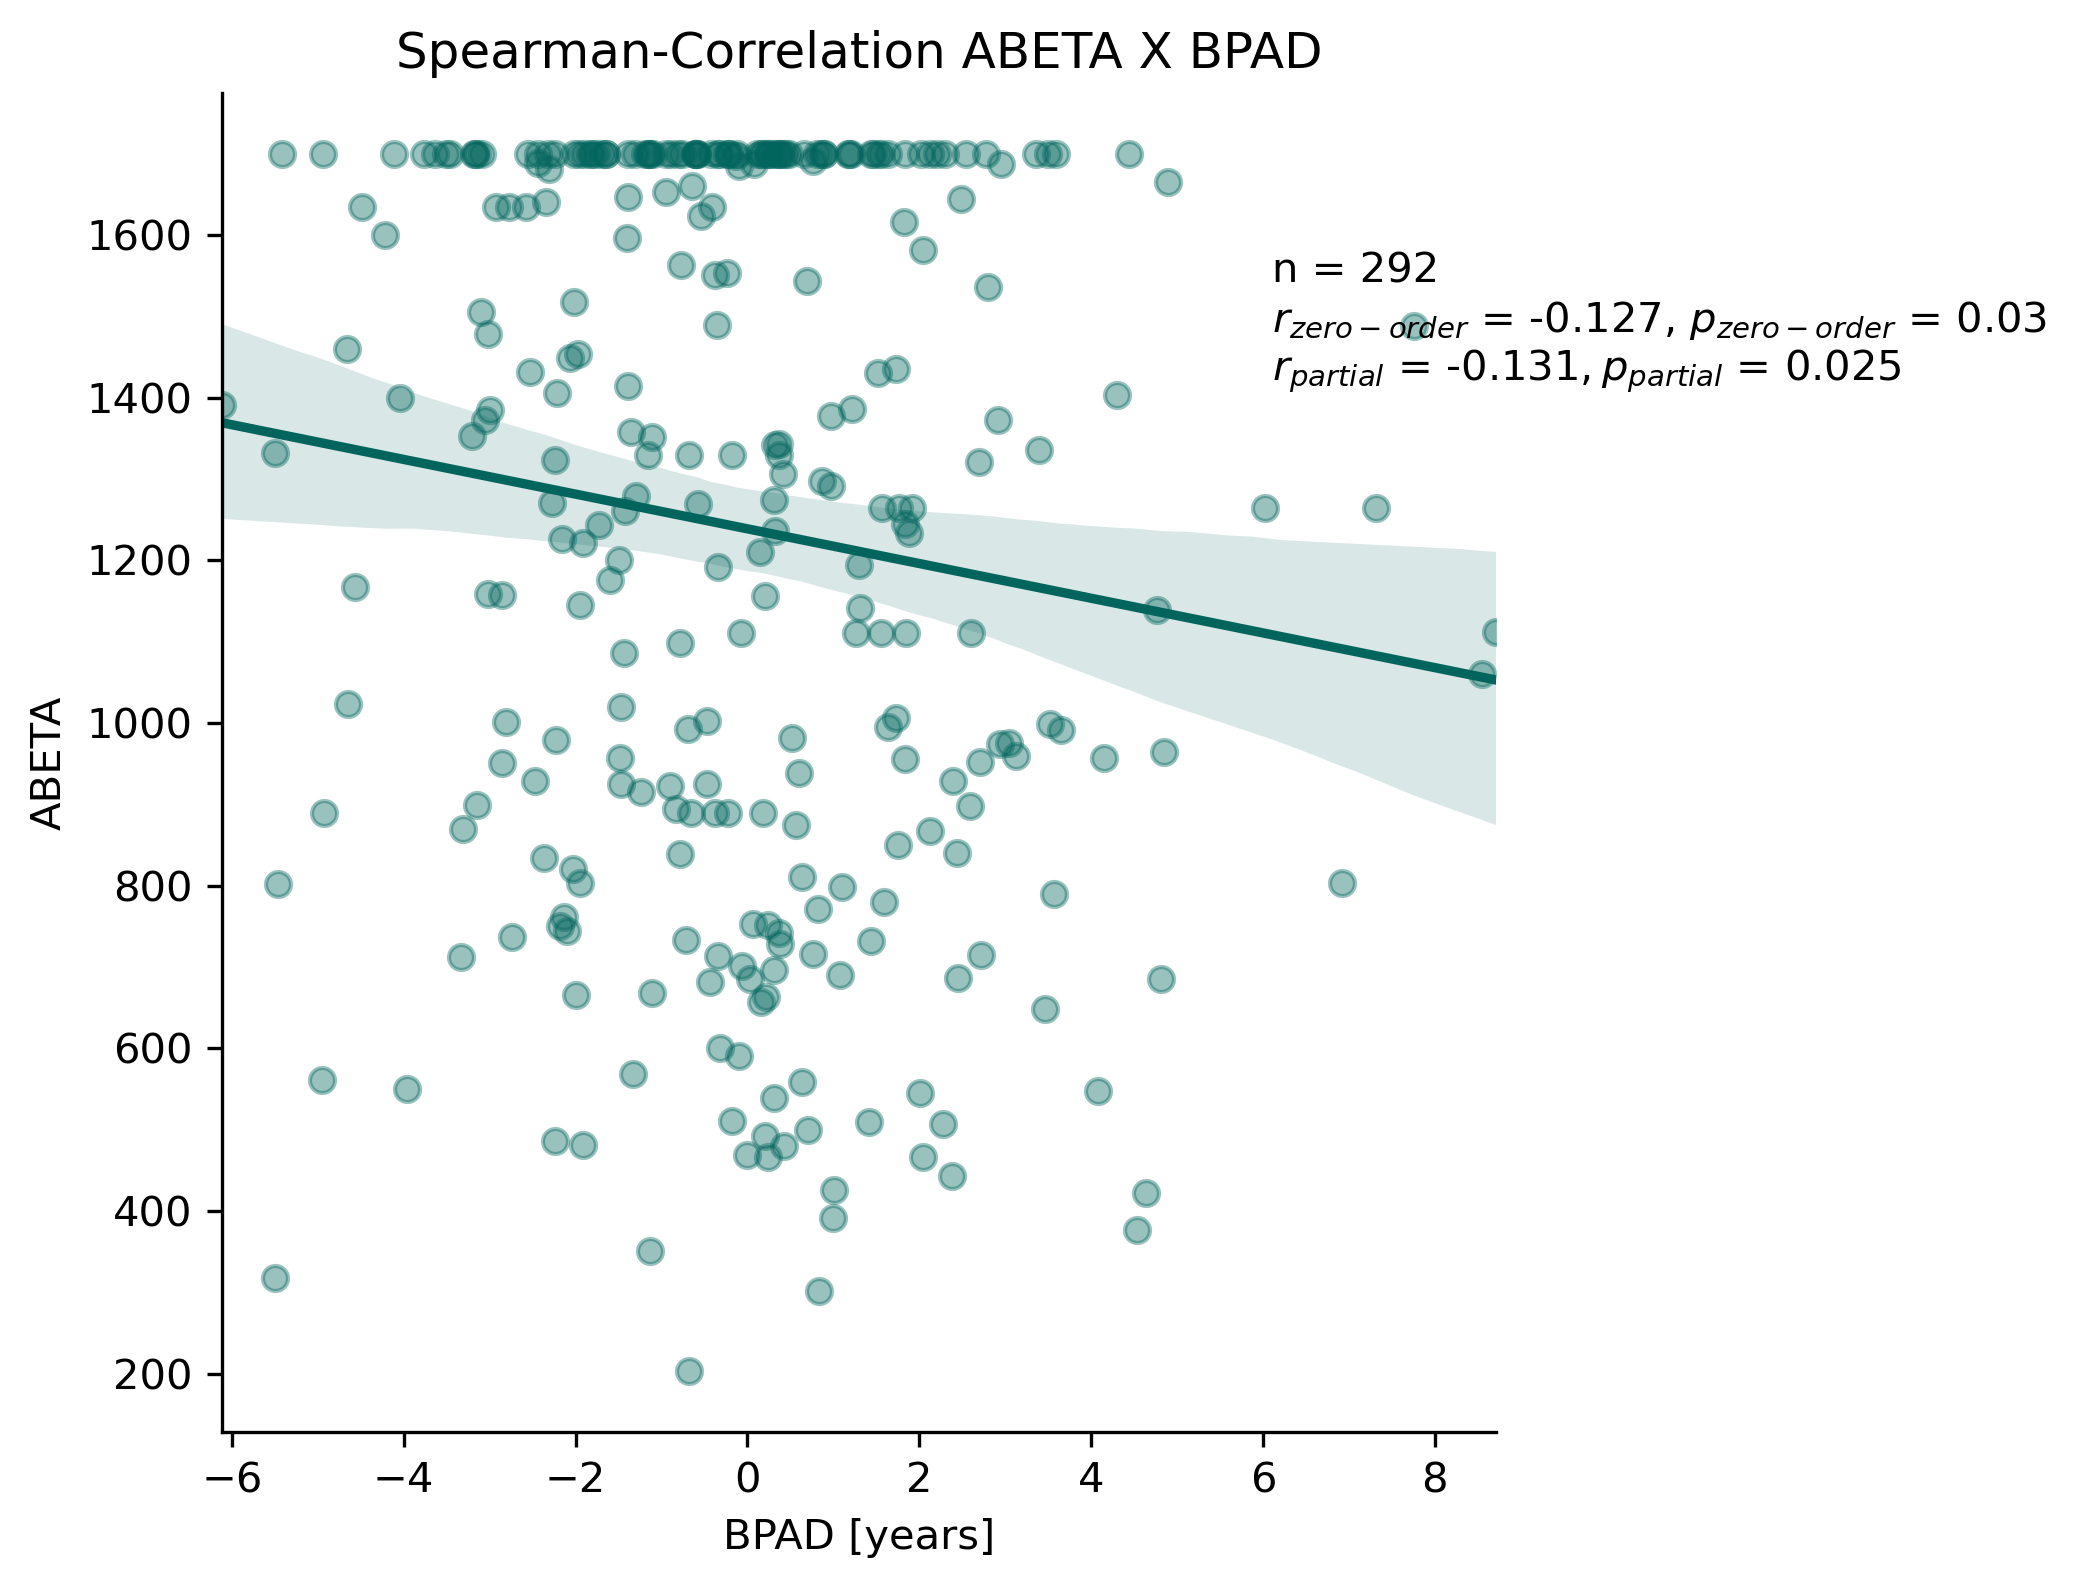 Spearman-Correlation ABETA X BPAD
n = 292
r_zero−order = -0.127, p_zero−order = 0.03
r_partial = -0.131, p_partial = 0.025
ABETA
1600
1400
1200
1000
800
600
400
200
−6 −4 −2 0 2 4 6 8
BPAD [years]